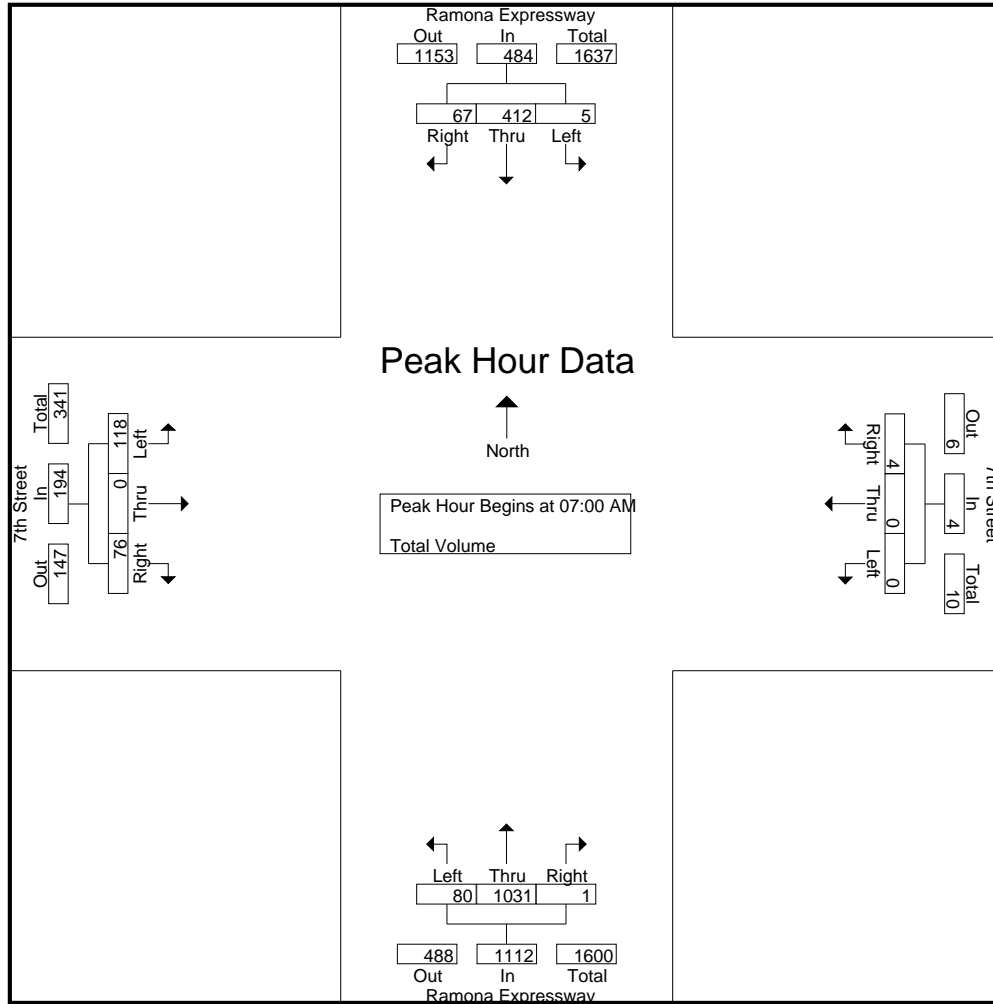 Ramona Expressway
Out In Total
1153 484 1637
67 412 5
Right Thru Left
Peak Hour Data
North
Peak Hour Begins at 07:00 AM
Total Volume
7th Street
Total In Out
341 194 147
118 0 76
Left Thru Right
Right Thru Left
4 0 0
Out In Total
6 4 10
7th Street
Left Thru Right
80 1031 1
488 1112 1600
Out In Total
Ramona Expressway